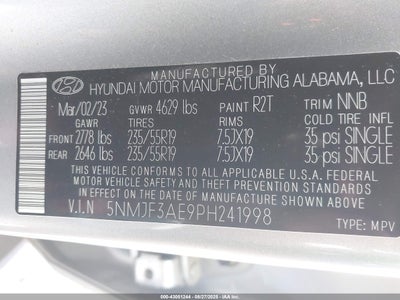 MANUFACTURED BY
HYUNDAI MOTOR MANUFACTURING ALABAMA, LLC
Mar/02/23 GVWR 4629 lbs PAINT R2T TRIM NNB
GAWR TIRES RIMS COLD TIRE INFL
FRONT 2778 lbs 235/55R19 7.5JX19 35 psi SINGLE
REAR 2646 lbs 235/55R19 7.5JX19 35 psi SINGLE
THIS VEHICLE CONFORMS TO ALL APPLICABLE U.S.A. FEDERAL
MOTOR VEHICLE SAFETY, BUMPER, AND THEFT PREVENTION
STANDARDS IN EFFECT ON THE DATE OF MANUFACTURE SHOWN ABOVE.
V.I.N 5NMJF3AE9PH241998 TYPE : MPV